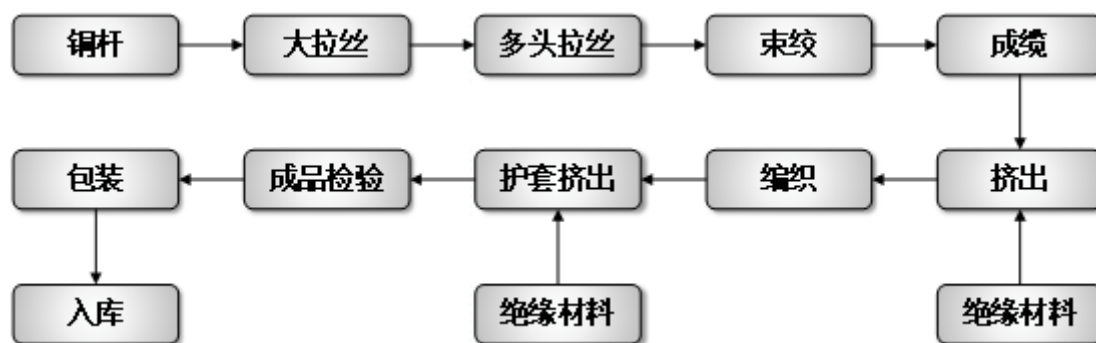 铜杆
大拉丝
多头拉丝
束绞
成缆
包装
成品检验
护套挤出
编织
挤出
入库
绝缘材料
绝缘材料